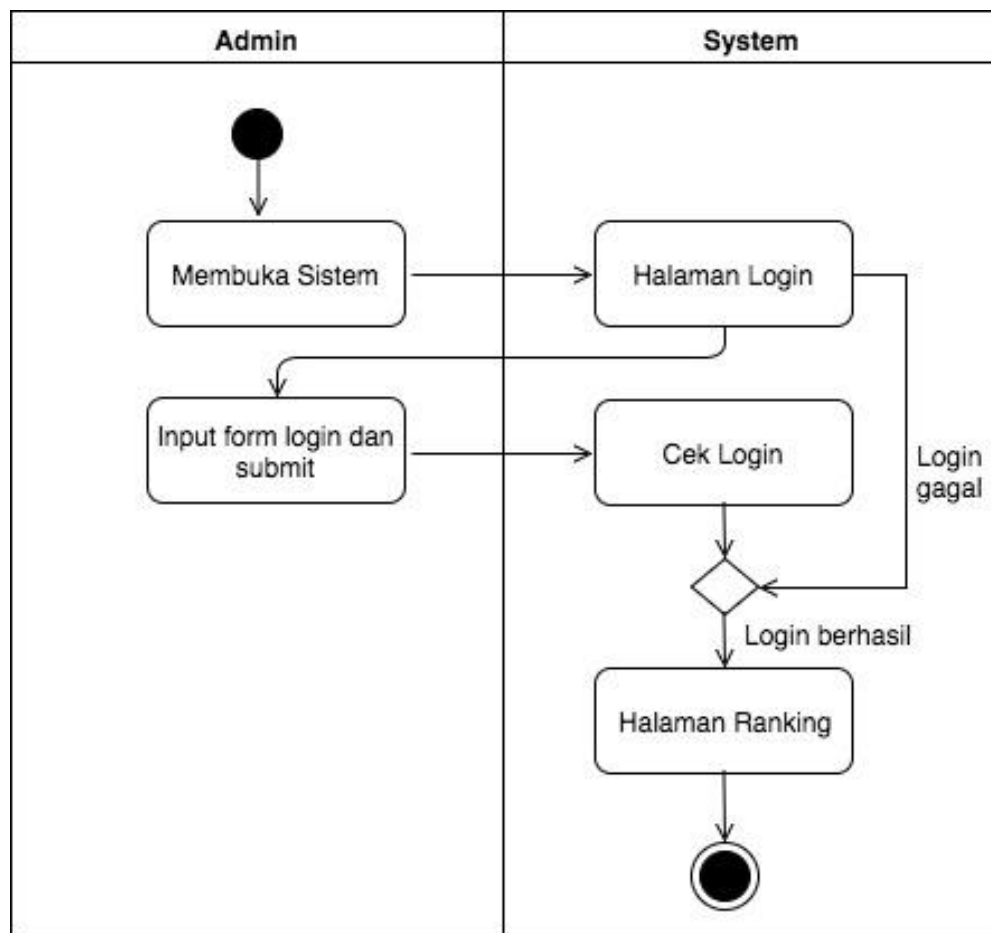 Admin
System
Membuka Sistem
Halaman Login
Input form login dan
submit
Cek Login
Login
gagal
Login berhasil
Halaman Ranking